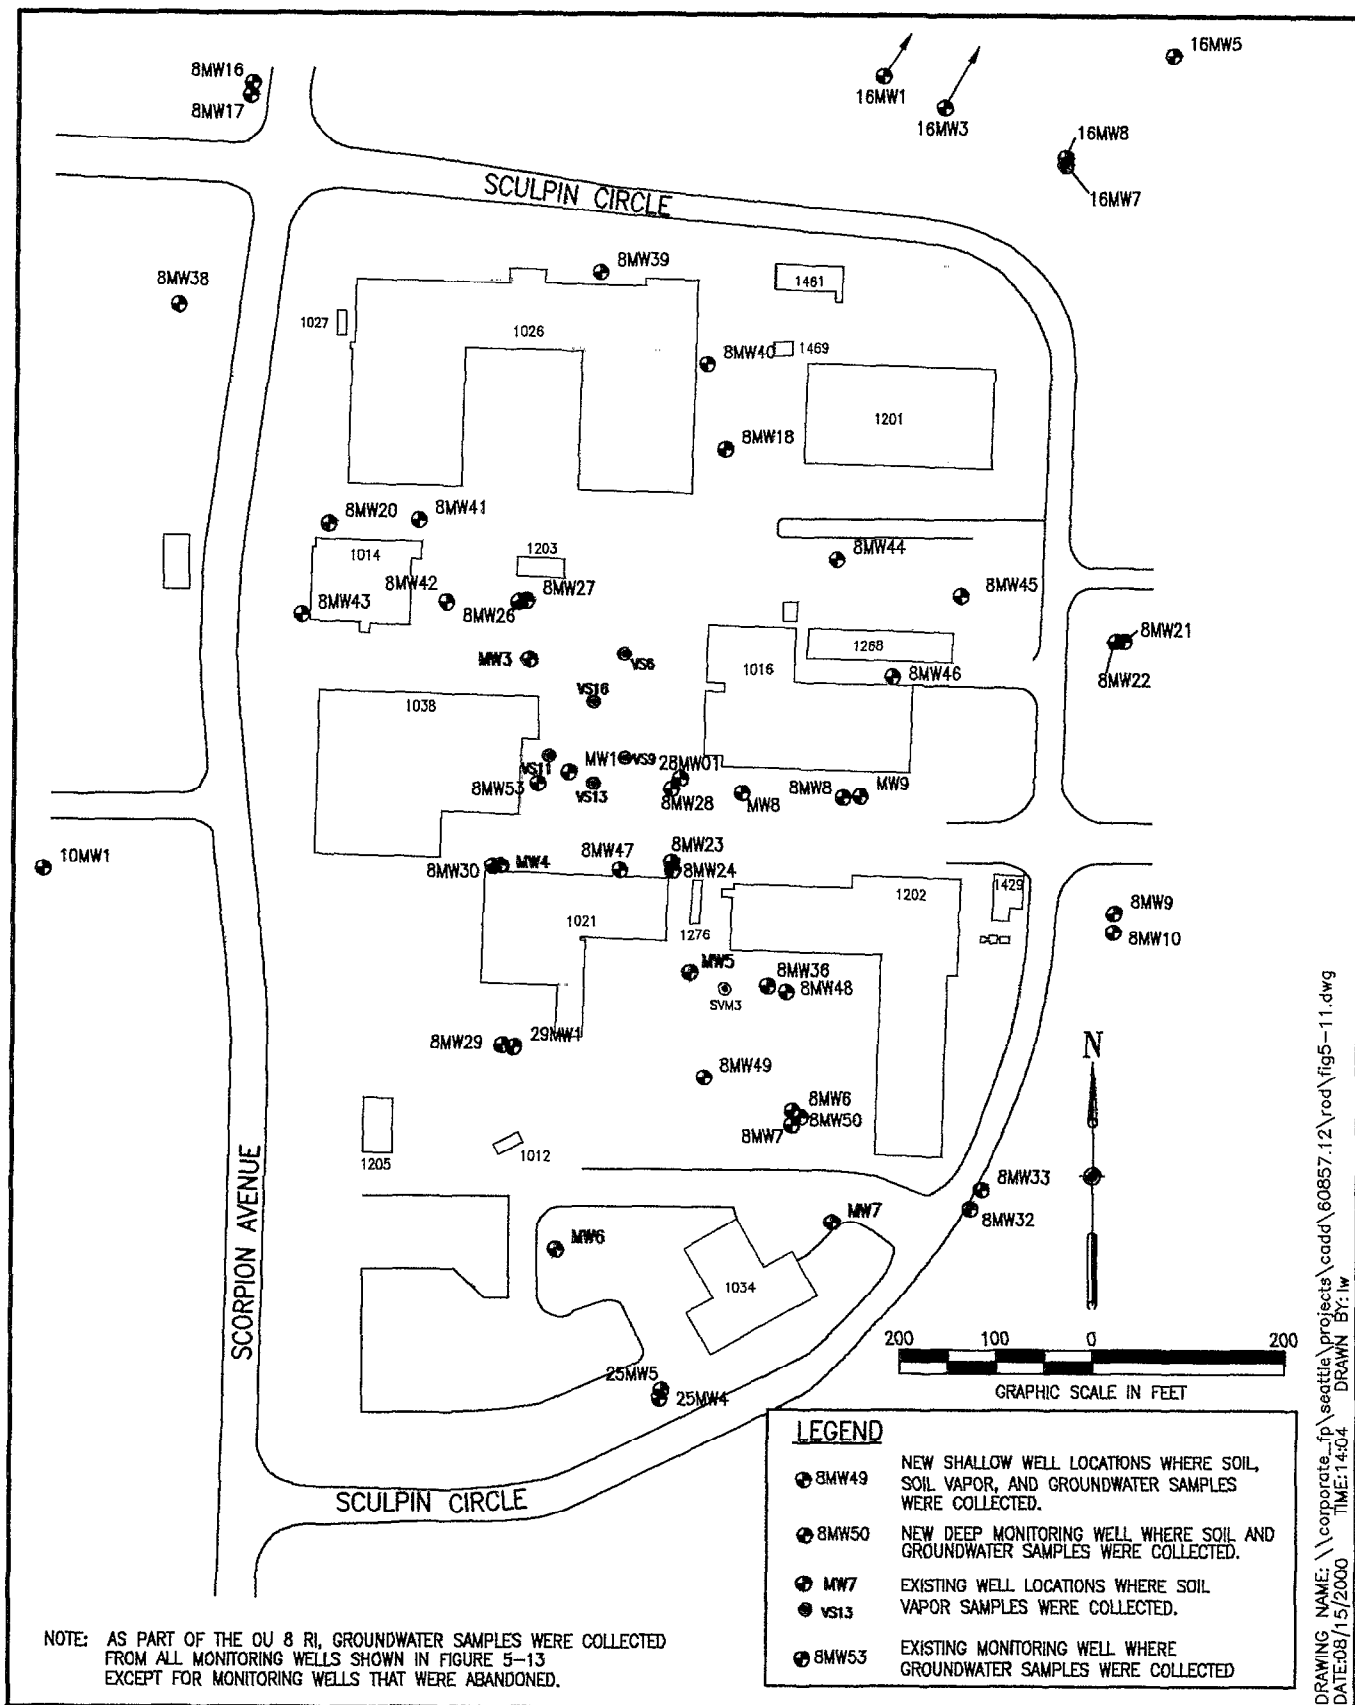 16MW5
8MW16
8MW17
16MW1
16MW3
16MW8
16MW7
SCULPIN CIRCLE
8MW38
8MW39
1461
1027
1026
8MW40
1469
1201
8MW18
8MW20
8MW41
1014
1203
8MW44
8MW42
8MW27
8MW45
8MW43
8MW26
8MW21
8MW22
MW3
VS6
1016
1268
8MW46
VS16
1038
MW1
VS9
28MW01
VS11
8MW53
VS13
8MW28
MW8
8MW8
MW9
10MW1
8MW30
MW4
8MW47
8MW23
8MW24
1202
1429
8MW9
8MW10
1021
1276
MW5
8MW36
8MW48
SVM3
8MW29
29MW1
N
8MW49
8MW6
8MW50
8MW7
1205
1012
SCORPION AVENUE
8MW33
8MW32
MW7
MW6
1034
200 100 0 200
GRAPHIC SCALE IN FEET
25MW5
25MW4
SCULPIN CIRCLE
LEGEND
8MW49 NEW SHALLOW WELL LOCATIONS WHERE SOIL,
SOIL VAPOR, AND GROUNDWATER SAMPLES
WERE COLLECTED.
8MW50 NEW DEEP MONITORING WELL WHERE SOIL AND
GROUNDWATER SAMPLES WERE COLLECTED.
MW7 EXISTING WELL LOCATIONS WHERE SOIL
VS13 VAPOR SAMPLES WERE COLLECTED.
8MW53 EXISTING MONITORING WELL WHERE
GROUNDWATER SAMPLES WERE COLLECTED
NOTE: AS PART OF THE OU 8 RI, GROUNDWATER SAMPLES WERE COLLECTED
FROM ALL MONITORING WELLS SHOWN IN FIGURE 5-13
EXCEPT FOR MONITORING WELLS THAT WERE ABANDONED.
DRAWING NAME: \\corporate_fp\seattle\projects\cadd\60857.12\rod\fig5-11.dwg
DATE:08/15/2000 TIME:14:04 DRAWN BY:lw